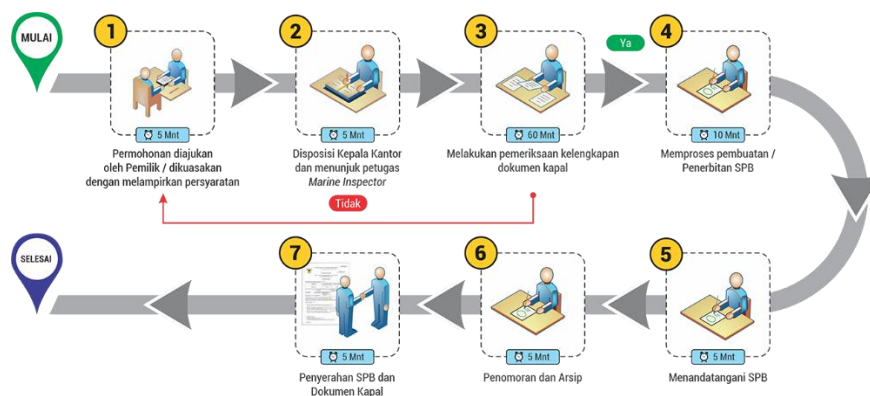 MULAI
1
5 Mnt
Permohonan diajukan
oleh Pemilik / dikuasakan
dengan melampirkan persyaratan
2
5 Mnt
Disposisi Kepala Kantor
dan menunjuk petugas
Marine Inspector
3
60 Mnt
Melakukan pemeriksaan kelengkapan
dokumen kapal
Ya
Tidak
4
10 Mnt
Memproses pembuatan /
Penerbitan SPB
5
5 Mnt
Menandatangani SPB
6
5 Mnt
Penomoran dan Arsip
7
5 Mnt
Penyerahan SPB dan
Dokumen Kapal
SELESAI